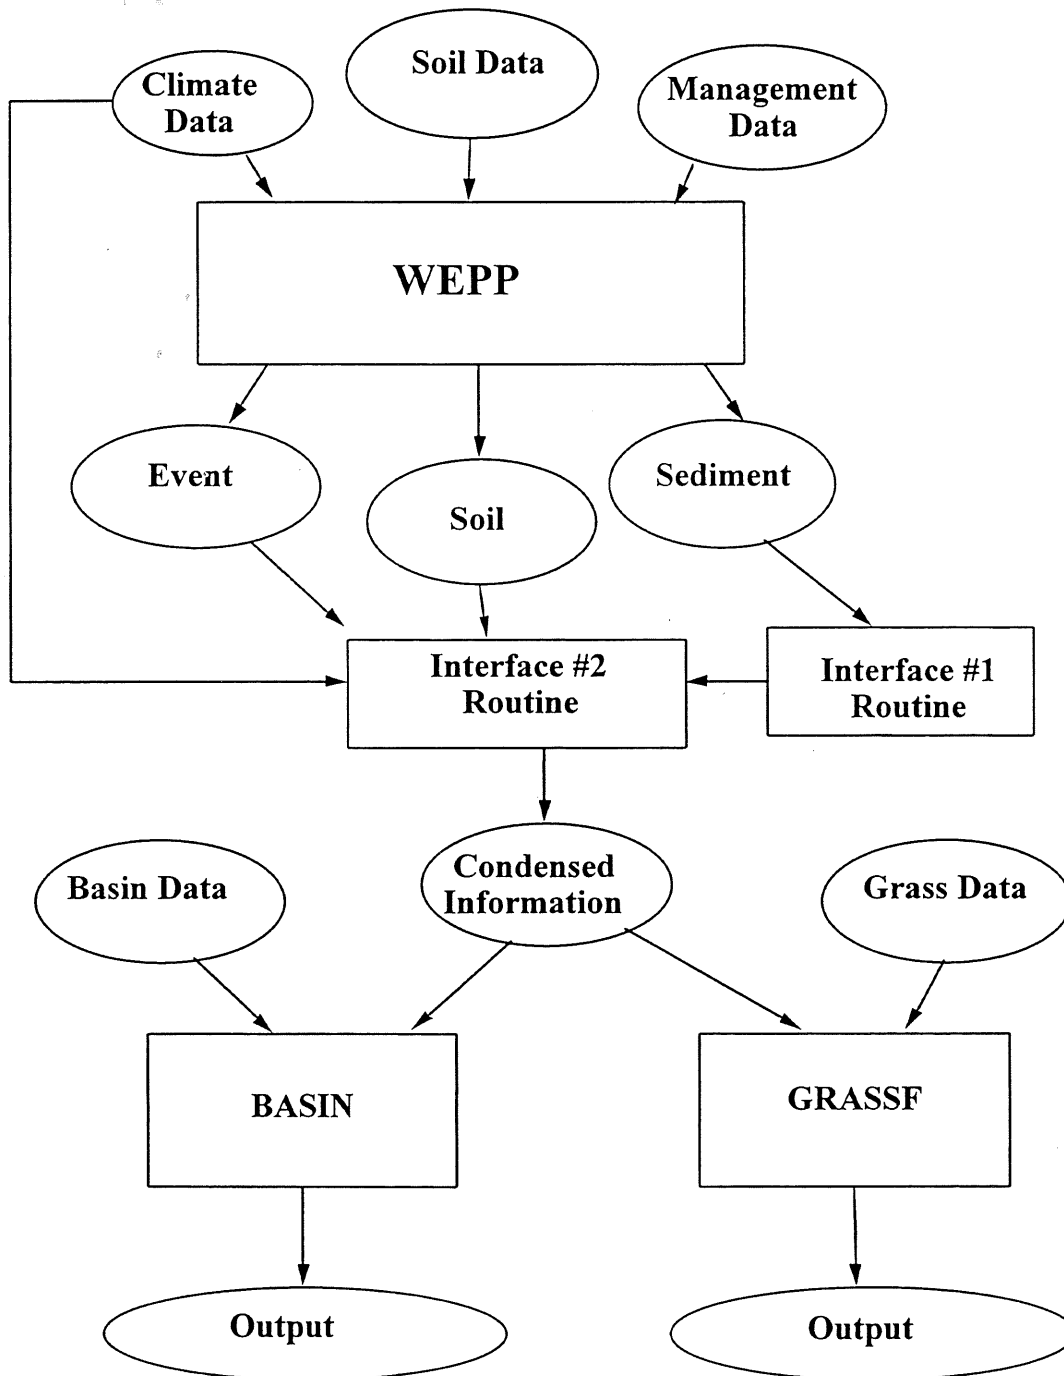 Climate
Data
Soil Data
Management
Data
WEPP
Event
Soil
Sediment
Interface #2
Routine
Interface #1
Routine
Basin Data
Condensed
Information
Grass Data
BASIN
GRASSF
Output
Output